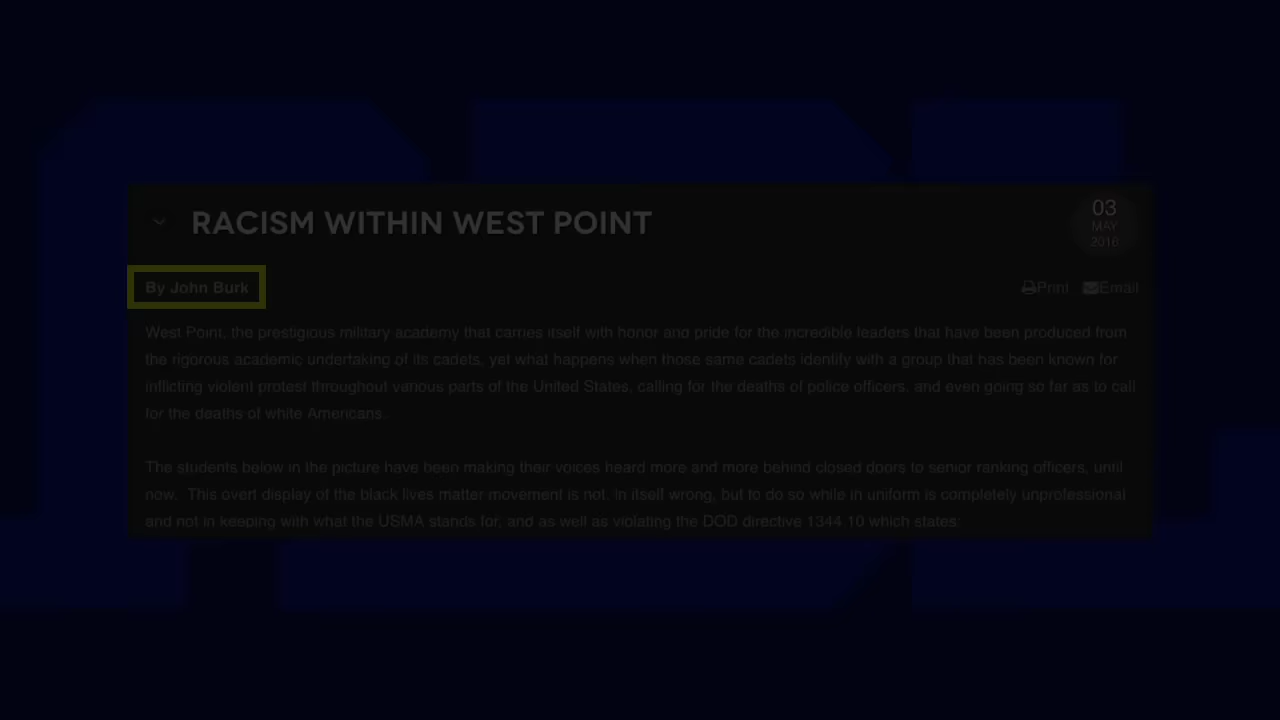 RACISM WITHIN WEST POINT
03
MAY
2016
By John Burk
Print Email
West Point, the prestigious military academy that carries itself with honor and pride for the incredible leaders that have been produced from
the rigorous academic undertaking of its cadets, yet what happens when those same cadets identify with a group that has been known for
inflicting violent protest throughout various parts of the United States, calling for the deaths of police officers, and even going so far as to call
for the deaths of white Americans.
The students below in the picture have been making their voices heard more and more behind closed doors to senior ranking officers, until
now. This overt display of the black lives matter movement is not, in itself wrong, but to do so while in uniform is completely unprofessional
and not in keeping with what the USMA stands for, and as well as violating the DOD directive 1344.10 which states: